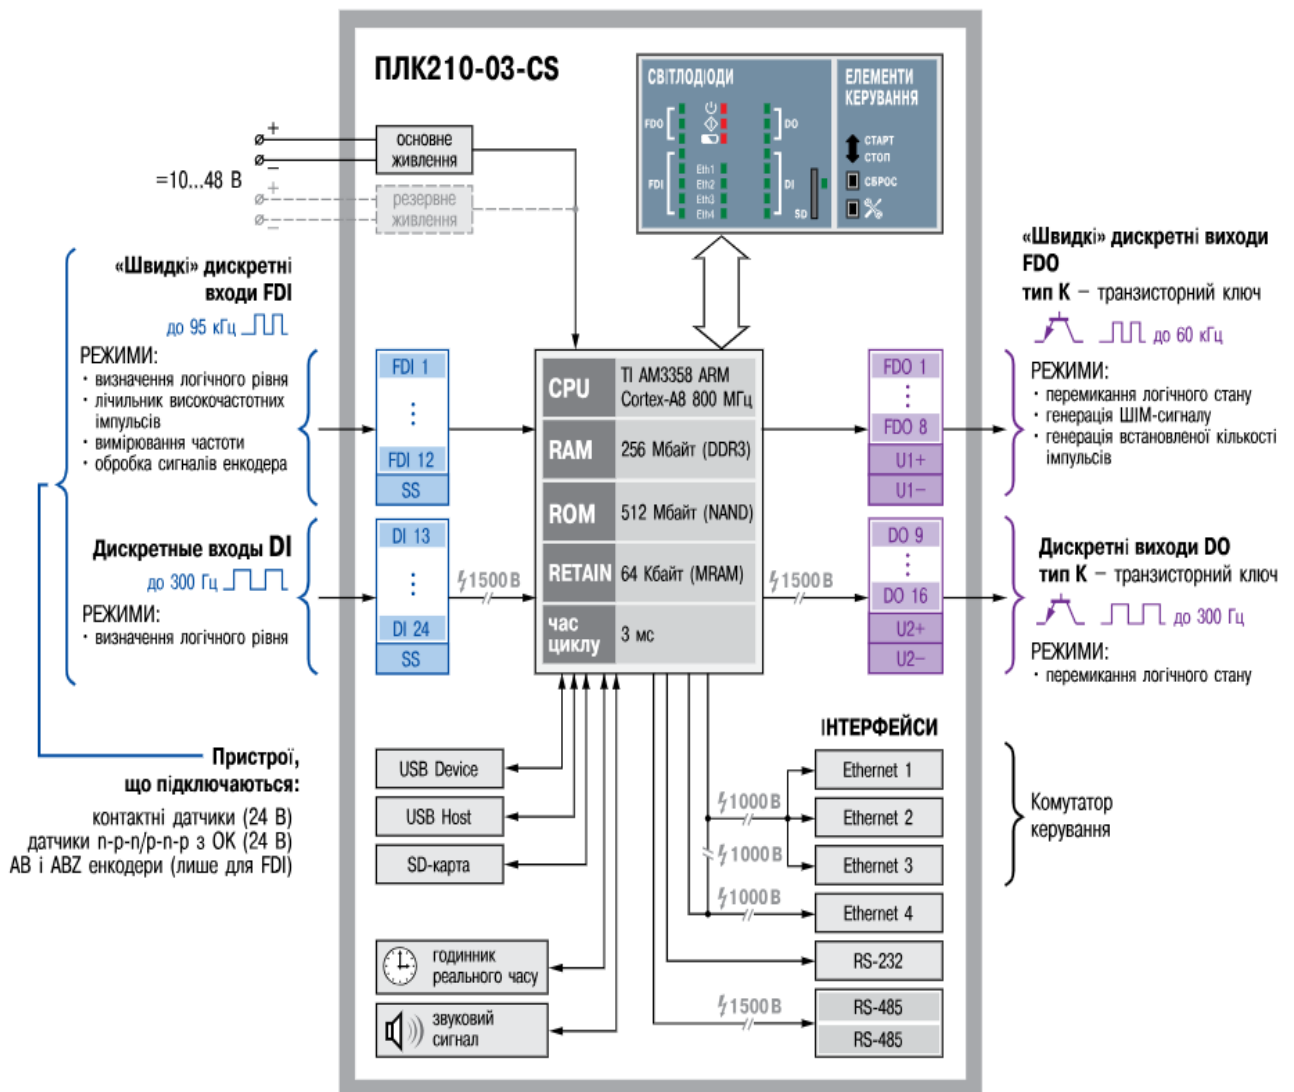 ПЛК210-03-CS
СВІТЛОДІОДИ
FDO
DO
FDI
Eth1
Eth2
Eth3
Eth4
DI
SD
ЕЛЕМЕНТИ
КЕРУВАННЯ
СТАРТ
СТОП
СБРОС
+
−
=10...48 В
+
−
основне
живлення
резервне
живлення
«Швидкі» дискретні
входи FDI
до 95 кГц
РЕЖИМИ:
· визначення логічного рівня
· лічильник високочастотних
імпульсів
· вимірювання частоти
· обробка сигналів енкодера
Дискретные входы DI
до 300 Гц
РЕЖИМИ:
· визначення логічного рівня
Пристрої,
що підключаються:
контактні датчики (24 В)
датчики n-p-n/p-n-p з ОК (24 В)
АВ і ABZ енкодери (лише для FDI)
FDI 1
FDI 12
SS
DI 13
DI 24
SS
1500 В
CPU
TI AM3358 ARM
Cortex-A8 800 МГц
RAM
256 Мбайт (DDR3)
ROM
512 Мбайт (NAND)
RETAIN
64 Кбайт (MRAM)
час
циклу
3 мс
1500 В
FDO 1
FDO 8
U1+
U1−
DO 9
DO 16
U2+
U2−
«Швидкі» дискретні виходи
FDO
тип К − транзисторний ключ
до 60 кГц
РЕЖИМИ:
· перемикання логічного стану
· генерація ШІМ-сигналу
· генерація встановленої кількості
імпульсів
Дискретні виходи DO
тип К − транзисторний ключ
до 300 Гц
РЕЖИМИ:
· перемикання логічного стану
USB Device
USB Host
SD-карта
годинник
реального часу
звуковий
сигнал
ІНТЕРФЕЙСИ
Ethernet 1
1000 В
Ethernet 2
1000 В
Ethernet 3
1000 В
Ethernet 4
RS-232
1500 В
RS-485
RS-485
Комутатор
керування